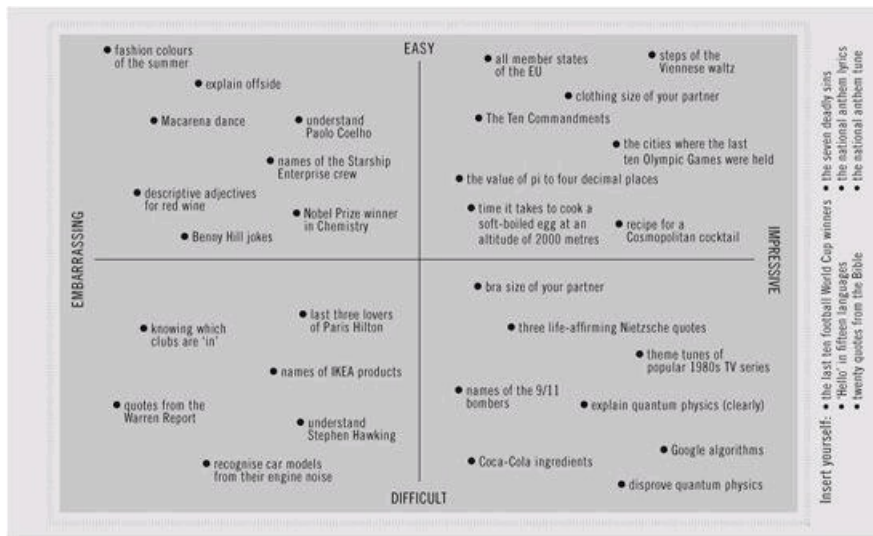 EASY
fashion colours
of the summer
explain offside
Macarena dance
understand
Paolo Coelho
names of the Starship
Enterprise crew
descriptive adjectives
for red wine
Nobel Prize winner
in Chemistry
Benny Hill jokes
all member states
of the EU
steps of the
Viennese waltz
clothing size of your partner
The Ten Commandments
the cities where the last
ten Olympic Games were held
the value of pi to four decimal places
time it takes to cook a
soft-boiled egg at an
altitude of 2000 metres
recipe for a
Cosmopolitan cocktail
EMBARRASSING
IMPRESSIVE
last three lovers
of Paris Hilton
knowing which
clubs are 'in'
names of IKEA products
quotes from the
Warren Report
understand
Stephen Hawking
recognise car models
from their engine noise
bra size of your partner
three life-affirming Nietzsche quotes
theme tunes of
popular 1980s TV series
names of the 9/11
bombers
explain quantum physics (clearly)
Google algorithms
Coca-Cola ingredients
disprove quantum physics
DIFFICULT
Insert yourself: • the last ten football World Cup winners • the seven deadly sins
• 'Hello' in fifteen languages • the national anthem lyrics
• twenty quotes from the Bible • the national anthem tune